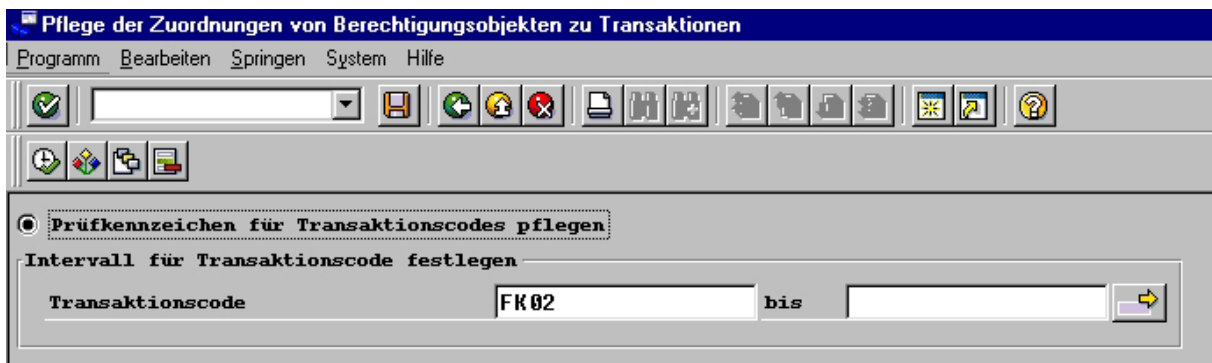 Pflege der Zuordnungen von Berechtigungsobjekten zu Transaktionen
Programm Bearbeiten Springen System Hilfe
Prüfkennzeichen für Transaktionscodes pflegen
Intervall für Transaktionscode festlegen
Transaktionscode FK02 bis